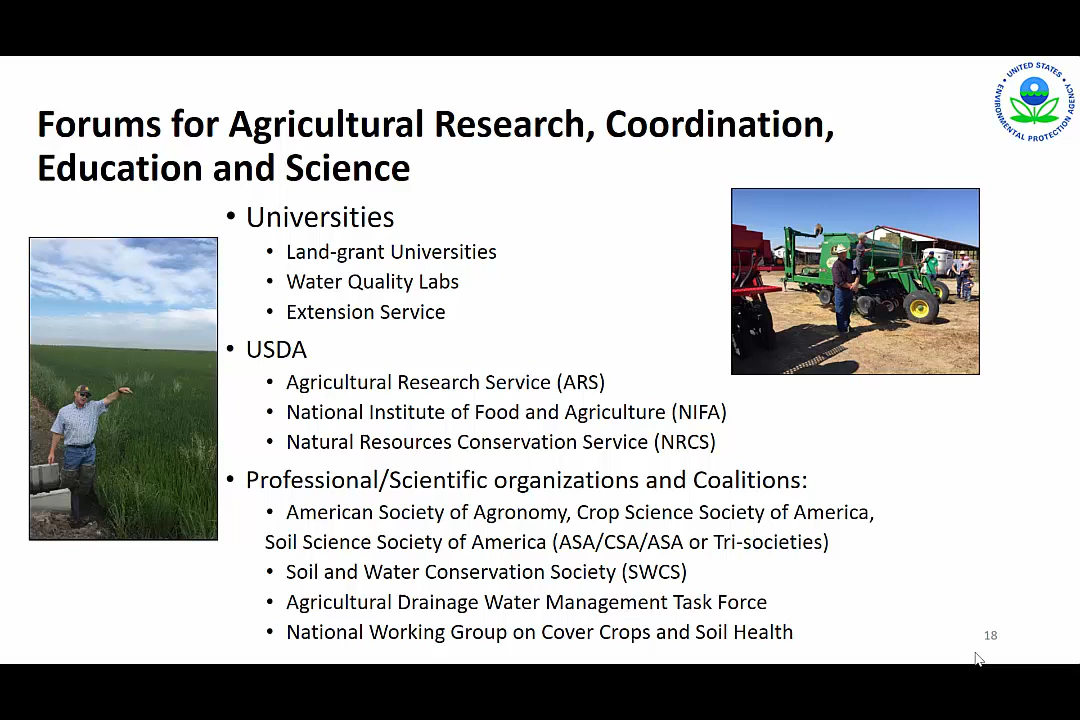 UNITED STATES ENVIRONMENTAL PROTECTION AGENCY
Forums for Agricultural Research, Coordination,
Education and Science
• Universities
• Land-grant Universities
• Water Quality Labs
• Extension Service
• USDA
• Agricultural Research Service (ARS)
• National Institute of Food and Agriculture (NIFA)
• Natural Resources Conservation Service (NRCS)
• Professional/Scientific organizations and Coalitions:
• American Society of Agronomy, Crop Science Society of America,
Soil Science Society of America (ASA/CSA/ASA or Tri-societies)
• Soil and Water Conservation Society (SWCS)
• Agricultural Drainage Water Management Task Force
• National Working Group on Cover Crops and Soil Health
18